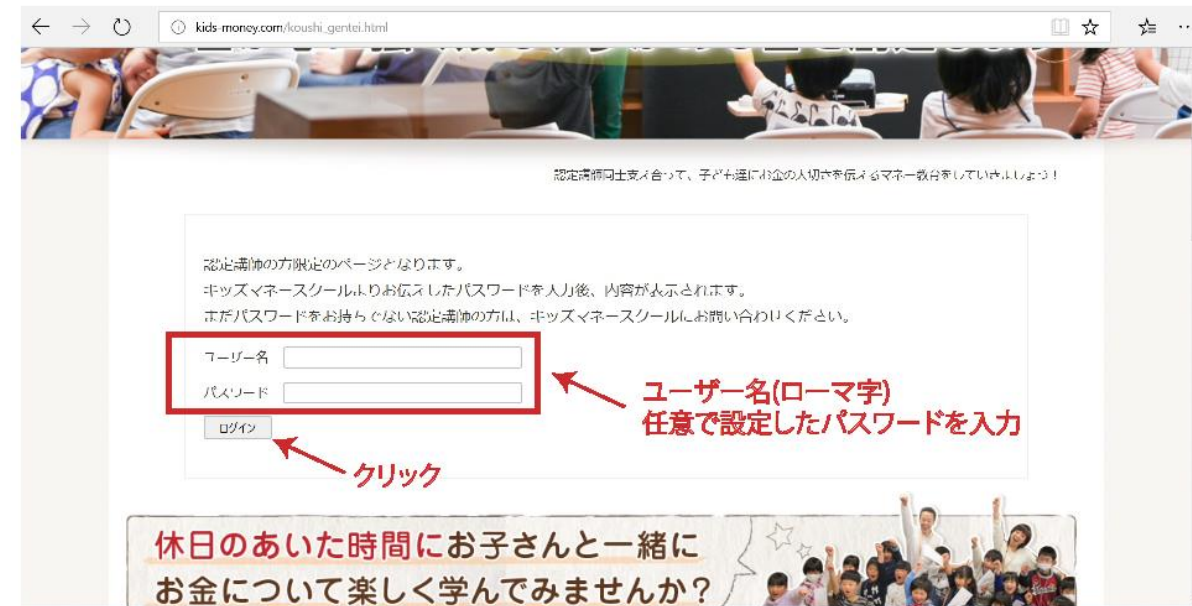 kids-money.com/koushi_gentei.html
認定講師同士支え合って、子ども達にお金の大切さを伝えるマネー教育をしていきましょう！
認定講師の方限定のページとなります。
キッズマネースクールよりお伝えしたパスワードを入力後、内容が表示されます。
まだパスワードをお持ちでない認定講師の方は、キッズマネースクールにお問い合わせください。
ユーザー名
パスワード
ユーザー名(ローマ字)
任意で設定したパスワードを入力
ログイン
クリック
休日のあいた時間にお子さんと一緒に
お金について楽しく学んでみませんか？